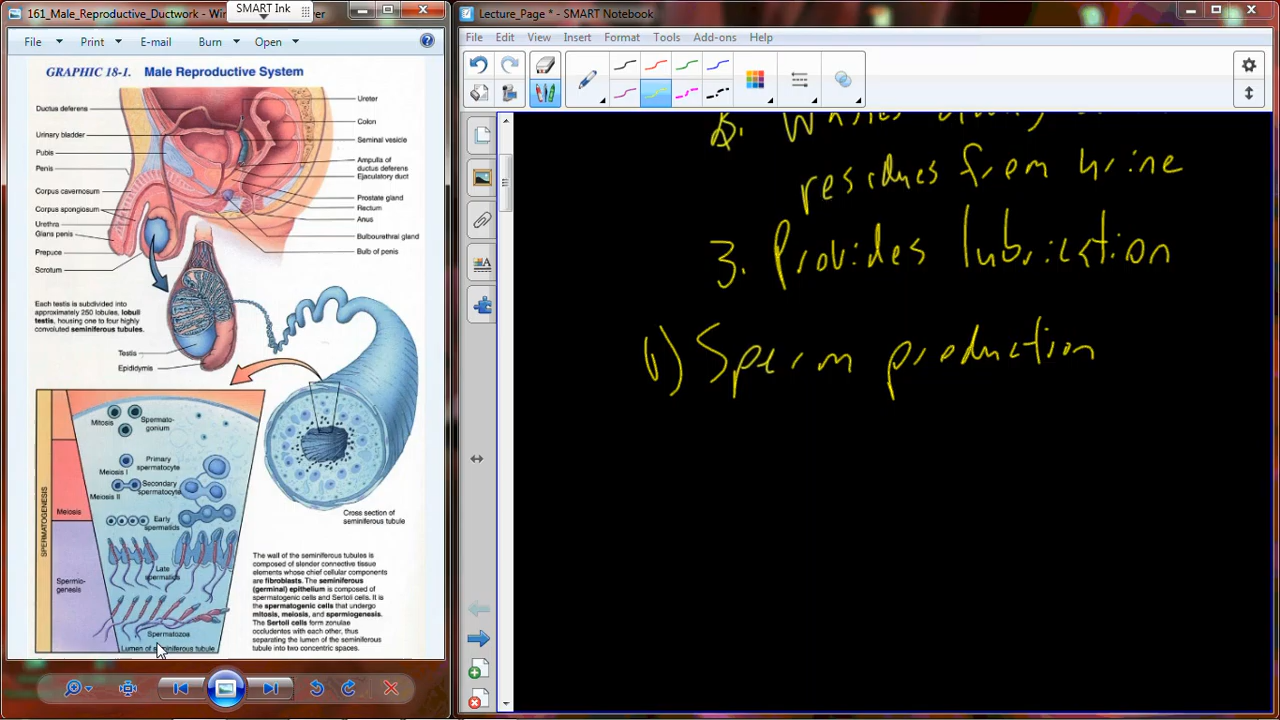 161_Male_Reproductive_Ductwork - Win
SMART Ink
File Print E-mail Burn Open
GRAPHIC 18-1. Male Reproductive System
Ductus deferens
Urinary bladder
Pubis
Penis
Corpus cavernosum
Corpus spongiosum
Urethra
Glans penis
Prepuce
Scrotum
Ureter
Colon
Seminal vesicle
Ampulla of
ductus deferens
Ejaculatory duct
Prostate gland
Rectum
Anus
Bulbourethral gland
Bulb of penis
Each testis is subdivided into
approximately 250 lobules, lobuli
testis, housing one to four highly
convoluted seminiferous tubules.
Testis
Epididymis
SPERMATOGENESIS
Meiosis
Spermio-
genesis
Mitosis
Spermato-
gonium
Primary
spermatocyte
Meiosis I
Secondary
spermatocyte
Meiosis II
Early
spermatids
Late
spermatids
Spermatozoa
Lumen of seminiferous tubule
Cross section of
seminiferous tubule
The wall of the seminiferous tubules is
composed of slender connective tissue
elements whose chief cellular components
are fibroblasts. The seminiferous
(germinal) epithelium is composed of
spermatogenic cells and Sertoli cells. It is
the spermatogenic cells that undergo
mitosis, meiosis, and spermiogenesis.
The Sertoli cells form zonulae
occludentes with each other, thus
separating the lumen of the seminiferous
tubule into two concentric spaces.
Lecture_Page * - SMART Notebook
File Edit View Insert Format Tools Add-ons Help
residues from urine
3. Provides lubrication
Sperm production